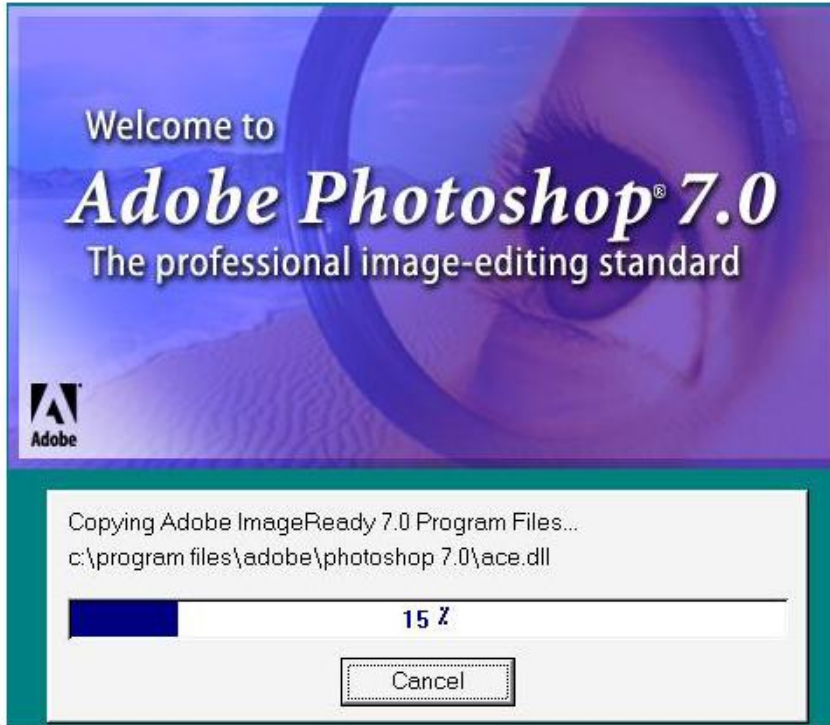 Welcome to
Adobe Photoshop® 7.0
The professional image-editing standard
Adobe
Copying Adobe ImageReady 7.0 Program Files...
c:\program files\adobe\photoshop 7.0\ace.dll
15 %
Cancel